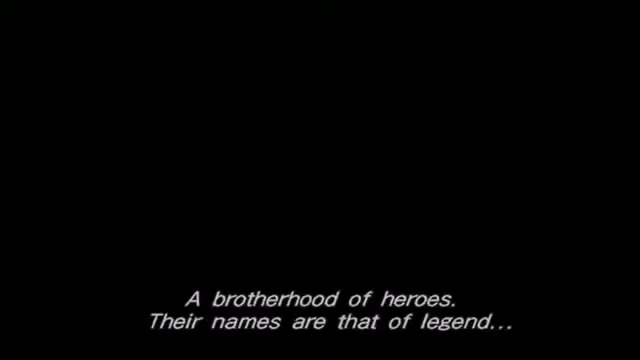 A brotherhood of heroes.
Their names are that of legend...